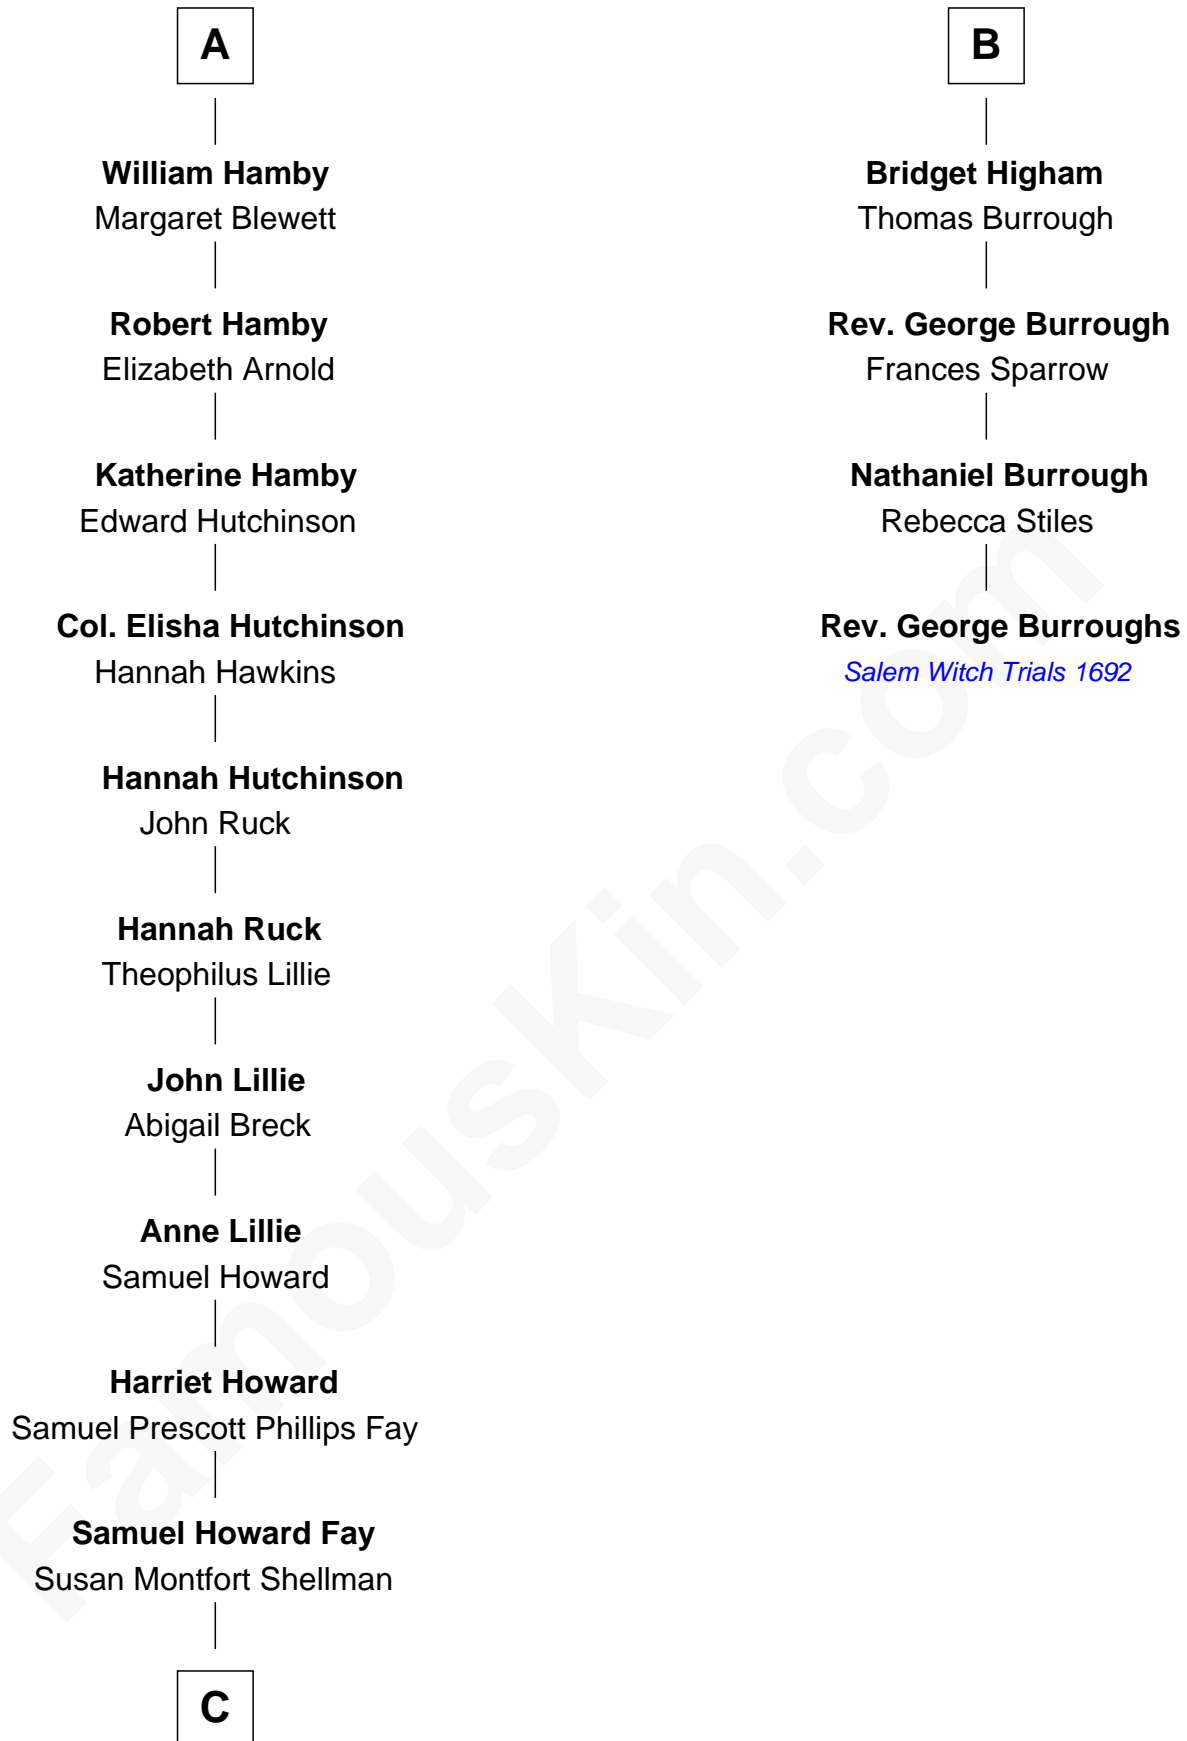 A
William Hamby
Margaret Blewett
Robert Hamby
Elizabeth Arnold
Katherine Hamby
Edward Hutchinson
Col. Elisha Hutchinson
Hannah Hawkins
Hannah Hutchinson
John Ruck
Hannah Ruck
Theophilus Lillie
John Lillie
Abigail Breck
Anne Lillie
Samuel Howard
Harriet Howard
Samuel Prescott Phillips Fay
Samuel Howard Fay
Susan Montfort Shellman
C
B
Bridget Higham
Thomas Burrough
Rev. George Burrough
Frances Sparrow
Nathaniel Burrough
Rebecca Stiles
Rev. George Burroughs
Salem Witch Trials 1692
FamousKin.com